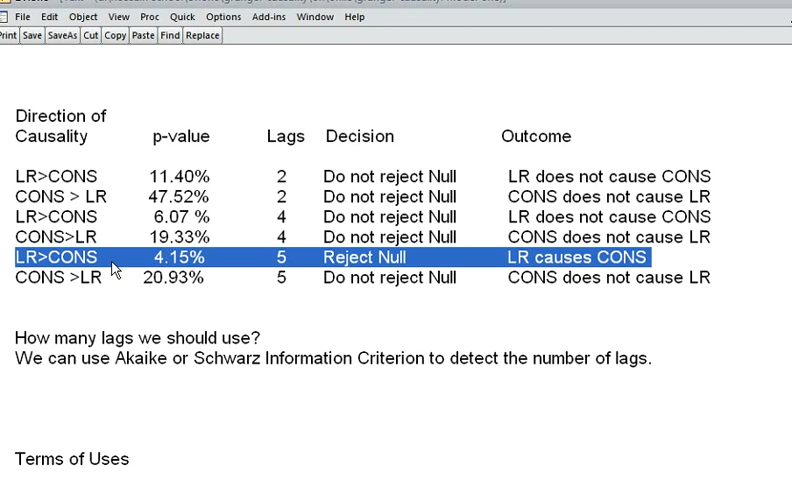 File Edit Object View Proc Quick Options Add-ins Window Help
Print Save SaveAs Cut Copy Paste Find Replace
Direction of
Causality p-value Lags Decision Outcome
LR>CONS 11.40% 2 Do not reject Null LR does not cause CONS
CONS > LR 47.52% 2 Do not reject Null CONS does not cause LR
LR>CONS 6.07 % 4 Do not reject Null LR does not cause CONS
CONS>LR 19.33% 4 Do not reject Null CONS does not cause LR
LR>CONS 4.15% 5 Reject Null LR causes CONS
CONS >LR 20.93% 5 Do not reject Null CONS does not cause LR
How many lags we should use?
We can use Akaike or Schwarz Information Criterion to detect the number of lags.
Terms of Uses